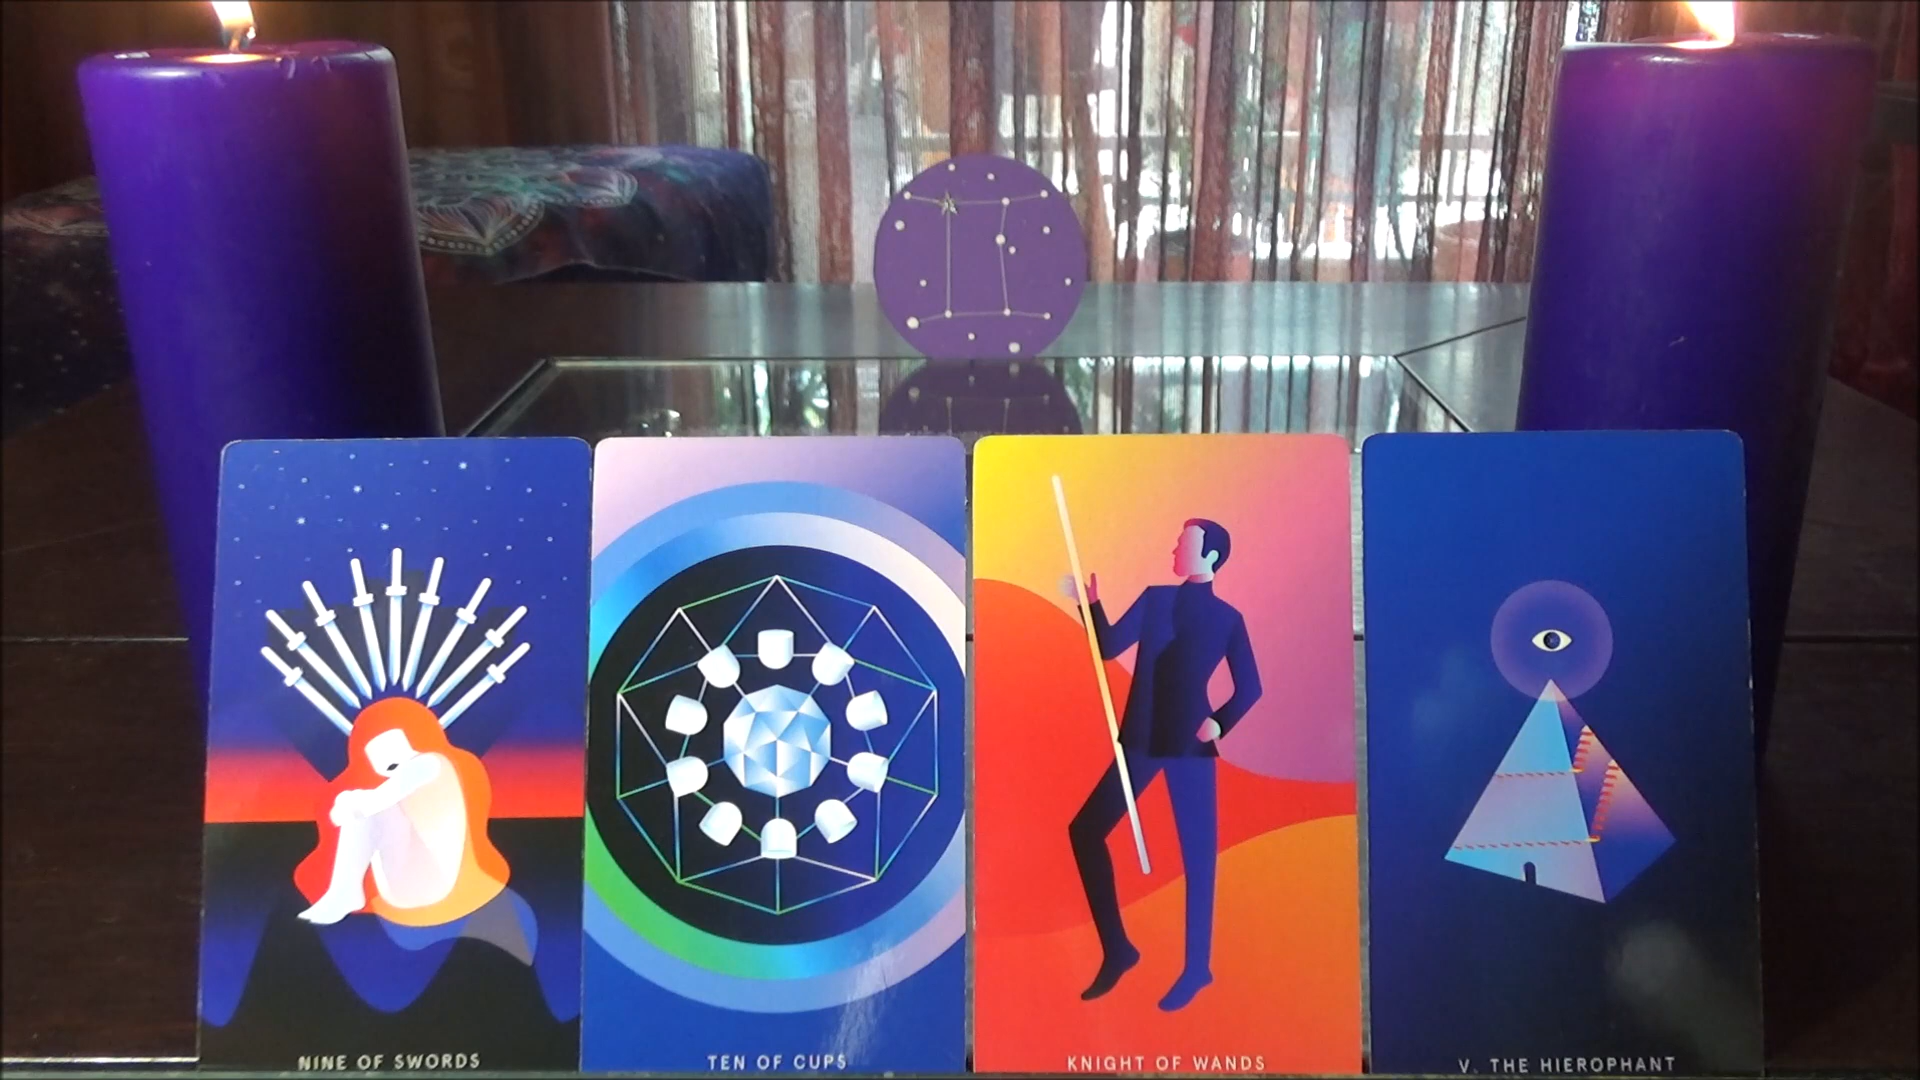 NINE OF SWORDS
TEN OF CUPS
KNIGHT OF WANDS
V. THE HIEROPHANT